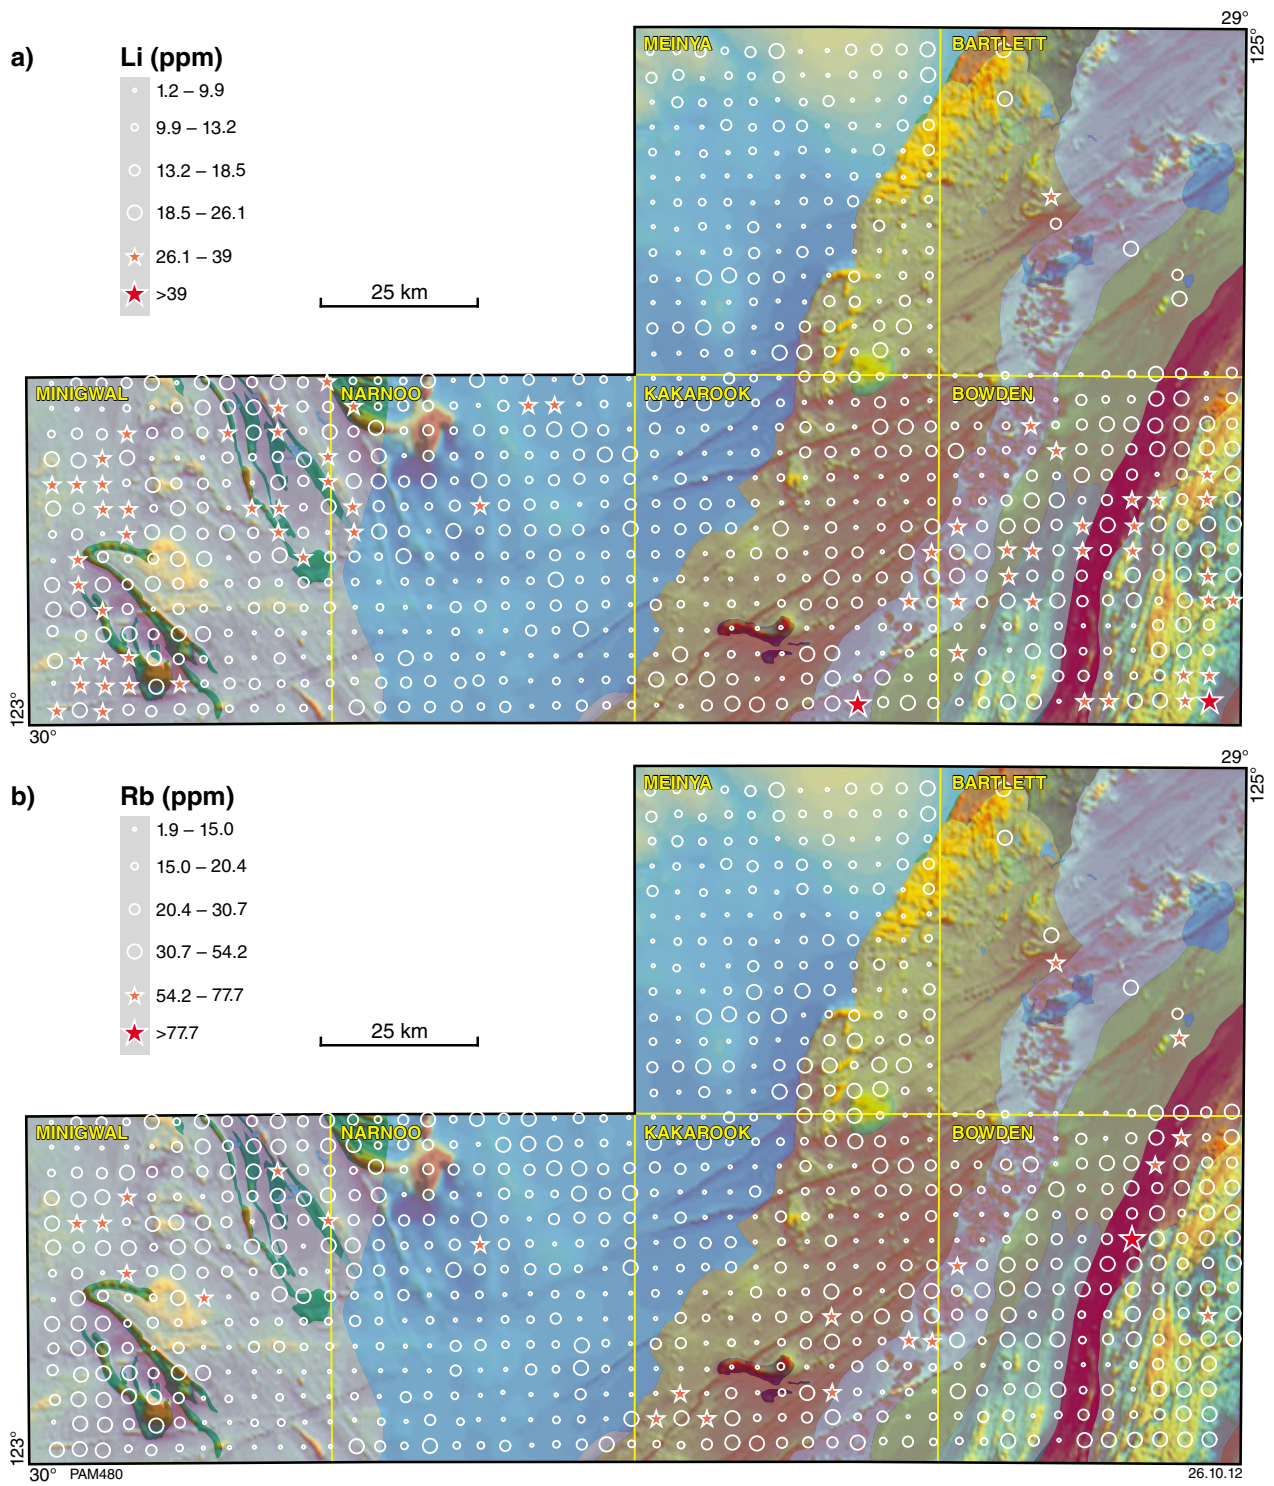 29°
125°
a)
Li (ppm)
1.2 – 9.9
9.9 – 13.2
13.2 – 18.5
18.5 – 26.1
26.1 – 39
>39
25 km
MEINYA
BARTLETT
MINIGWAL
NARNOO
KAKAROOK
BOWDEN
123°
30°
29°
125°
b)
Rb (ppm)
1.9 – 15.0
15.0 – 20.4
20.4 – 30.7
30.7 – 54.2
54.2 – 77.7
>77.7
25 km
MEINYA
BARTLETT
MINIGWAL
NARNOO
KAKAROOK
BOWDEN
123°
30°
PAM480
26.10.12